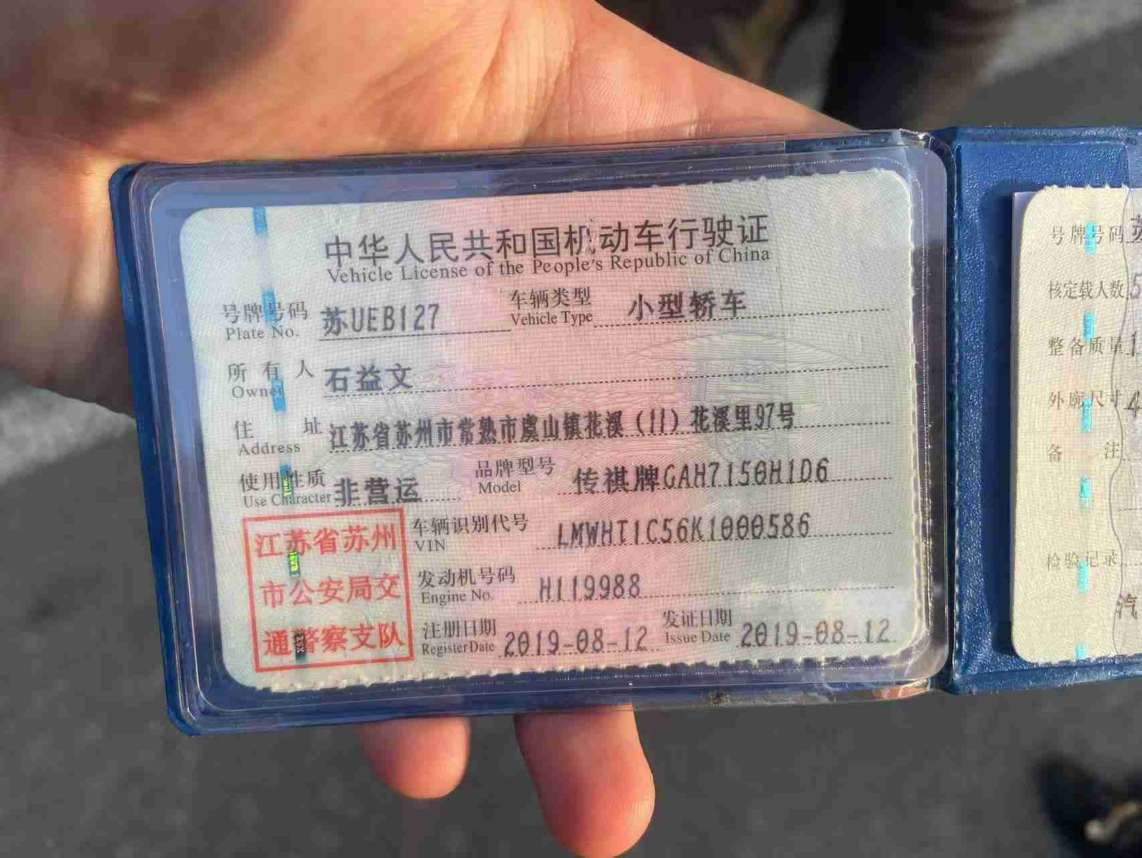 中华人民共和国机动车行驶证
Vehicle License of the People's Republic of China
号牌号码 苏UEB127 车辆类型 小型轿车
Plate No. Vehicle Type
所有人 石益文
Owner
住址 江苏省苏州市常熟市虞山镇花溪（11）花溪里97号
Address
使用性质 非营运 品牌型号 传祺牌GAH7150H1D6
Use Character Model
江苏省苏州
市公安局交
通警察支队
车辆识别代号 LMWHT1C56K1000586
VIN
发动机号码 H119988
Engine No.
注册日期 2019-08-12 发证日期 2019-08-12
Register Date Issue Date
号牌号码 苏
核定载人数 5
整备质量 1
外廓尺寸 4
备注
检验记录
汽